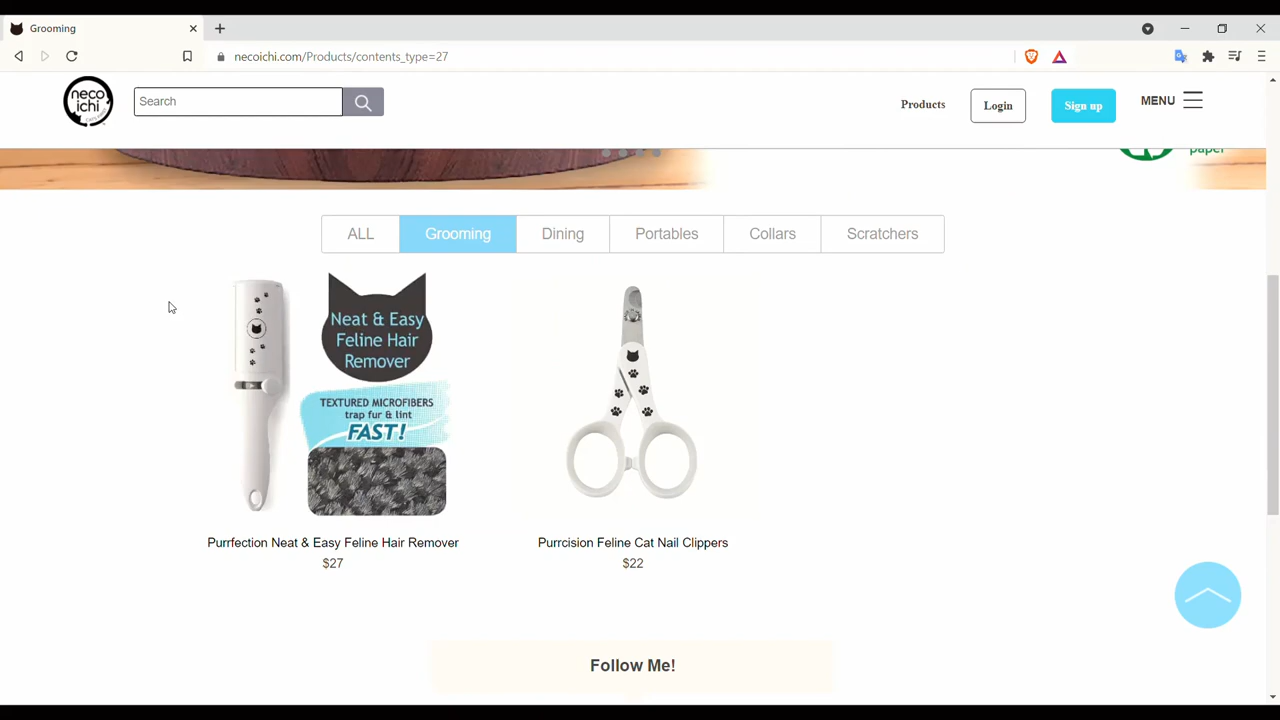 Grooming
necoichi.com/Products/contents_type=27
neco
ichi
Search
Products
Login
Sign up
MENU
paper
ALL
Grooming
Dining
Portables
Collars
Scratchers
Neat & Easy
Feline Hair
Remover
TEXTURED MICROFIBERS
trap fur & lint
FAST!
Purrfection Neat & Easy Feline Hair Remover
$27
Purrcision Feline Cat Nail Clippers
$22
Follow Me!